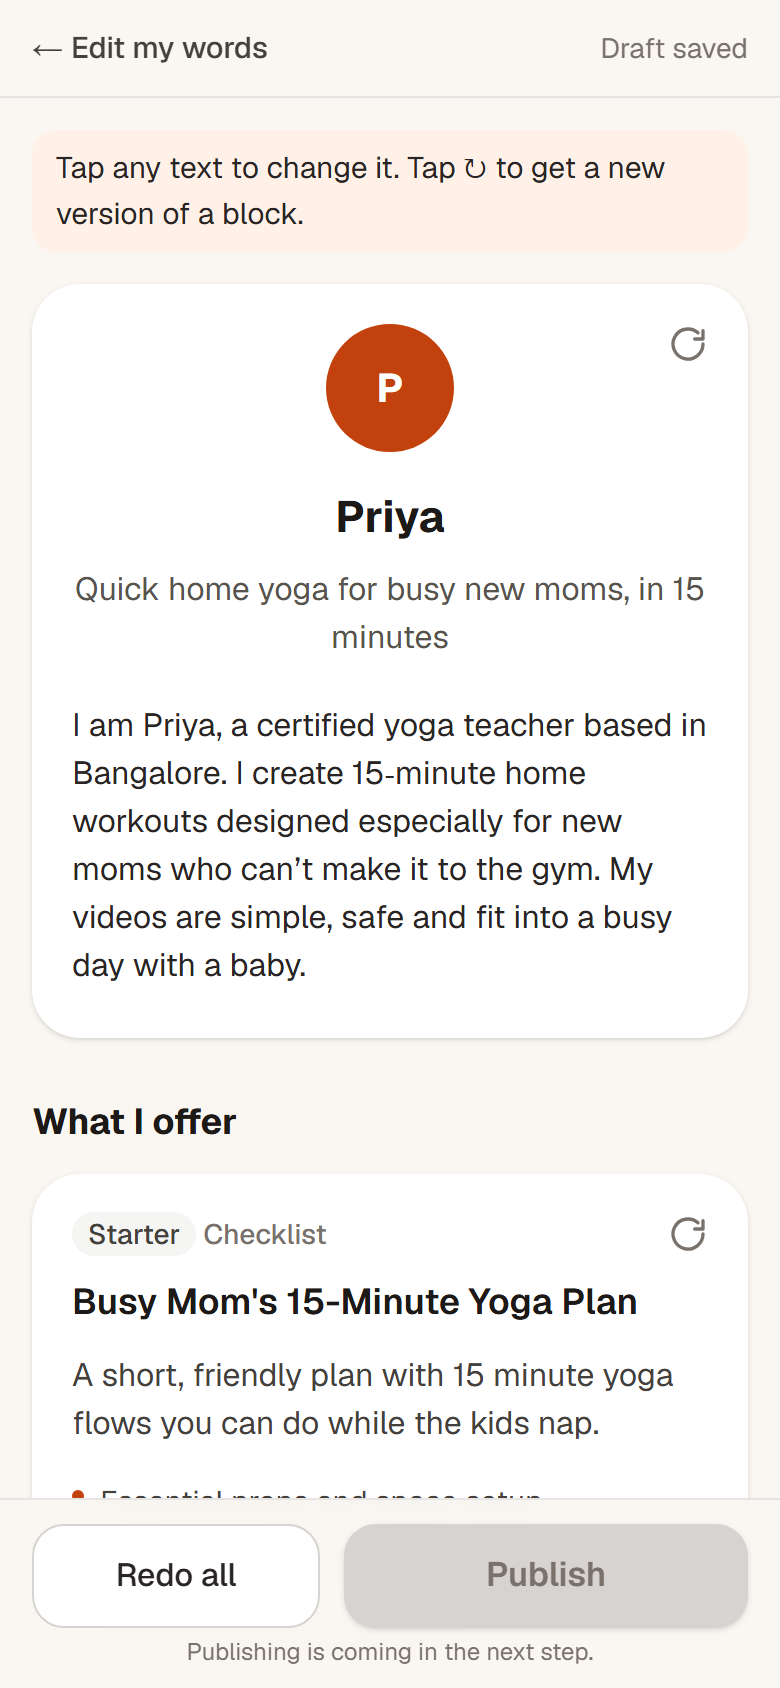 ← Edit my words
Draft saved
Tap any text to change it. Tap ↻ to get a new
version of a block.
P
Priya
Quick home yoga for busy new moms, in 15
minutes
I am Priya, a certified yoga teacher based in
Bangalore. I create 15-minute home
workouts designed especially for new
moms who can’t make it to the gym. My
videos are simple, safe and fit into a busy
day with a baby.
What I offer
Starter Checklist
Busy Mom's 15-Minute Yoga Plan
A short, friendly plan with 15 minute yoga
flows you can do while the kids nap.
Essential props and space setup
Redo all
Publish
Publishing is coming in the next step.